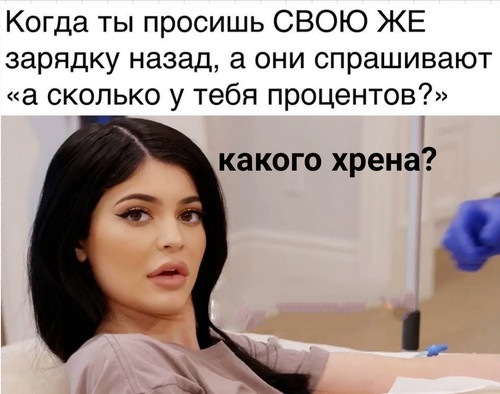 Когда ты просишь СВОЮ ЖЕ
зарядку назад, а они спрашивают
«а сколько у тебя процентов?»
какого хрена?